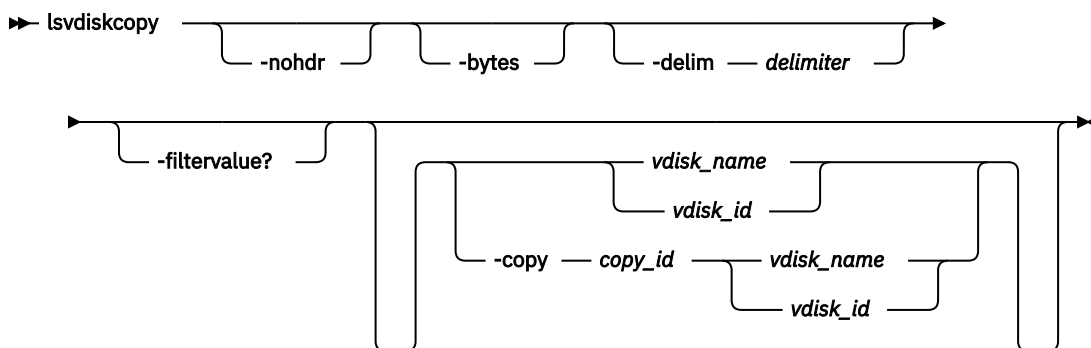 lsvdiskcopy
-nohdr -bytes -delim delimiter
-filtervalue? vdisk_name
vdisk_id
-copy copy_id vdisk_name
vdisk_id